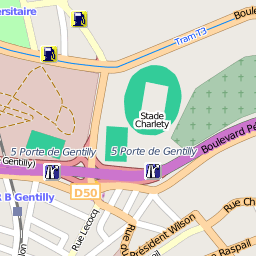 ersitaire
Boule
Tram T3
Stade
Charlety
5 Porte de Gentilly
5 Porte de Gentilly
Gentilly)
Boulevard Pé
D50
R B Gentilly
Rue Lecocq
Rue d
Président Wilson
Rue Ch
Raspail